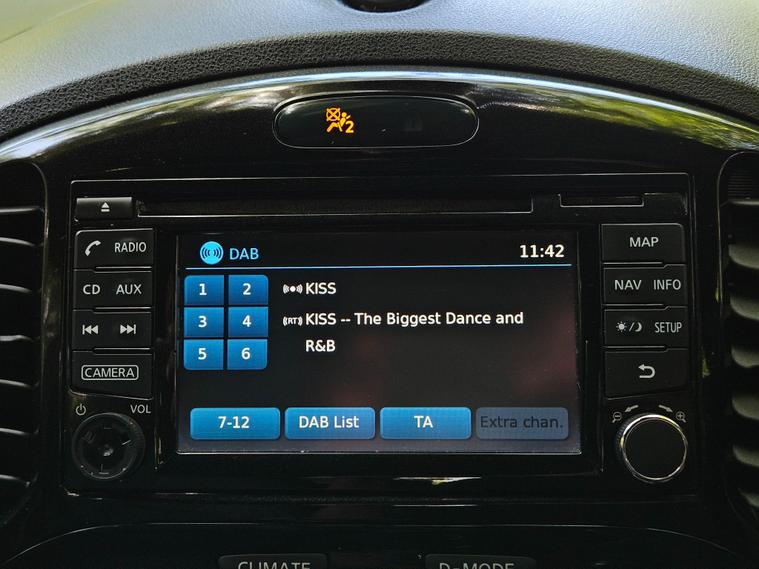 2
DAB
11:42
RADIO
MAP
1 2
KISS
CD AUX
NAV INFO
3 4
KISS -- The Biggest Dance and
R&B
SETUP
5 6
CAMERA
VOL
7-12
DAB List
TA
Extra chan.
CLIMATE
D-MODE